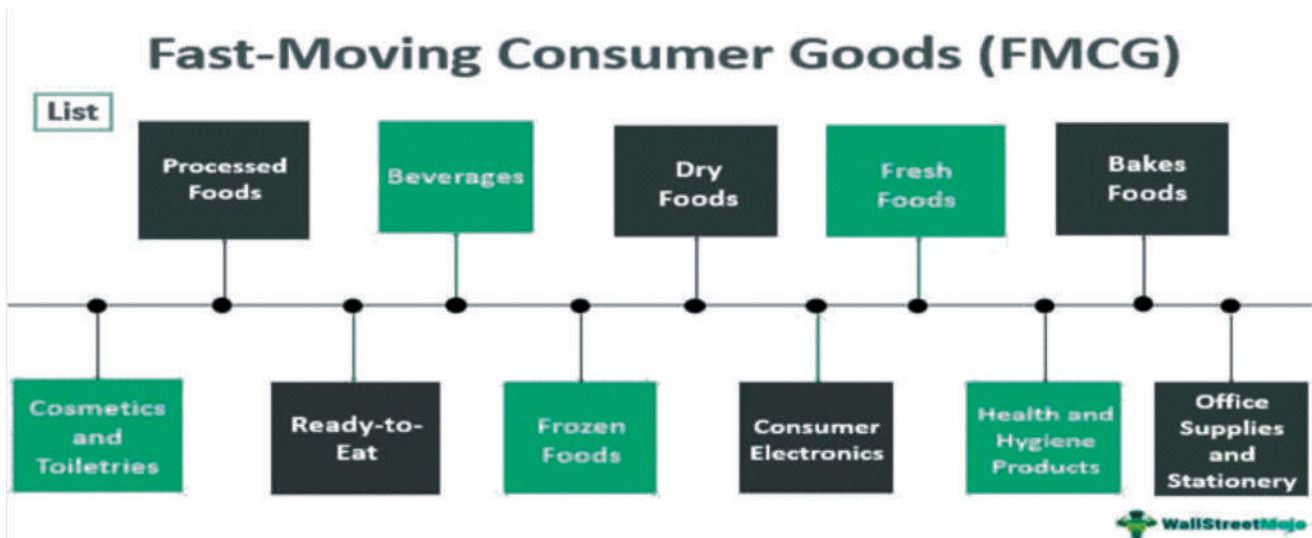 Fast-Moving Consumer Goods (FMCG)
List
Processed
Foods
Beverages
Dry
Foods
Fresh
Foods
Bakes
Foods
Cosmetics
and
Toiletries
Ready-to-
Eat
Frozen
Foods
Consumer
Electronics
Health and
Hygiene
Products
Office
Supplies
and
Stationery
WallStreetMojo